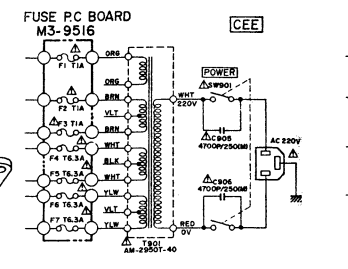 FUSE P.C BOARD
M3-9516
CEE
F1 T1A
F2 T1A
F3 T1A
F4 T6.3A
F5 T6.3A
F6 T6.3A
F7 T6.3A
ORG
ORG
BRN
VLT
BRN
WHT
BLK
WHT
YLW
VLT
YLW
T901
AM-2950T-40
WHT
220V
RED
0V
POWER
SW901
C905
4700P/250(M)
C906
4700P/250(M)
AC 220V